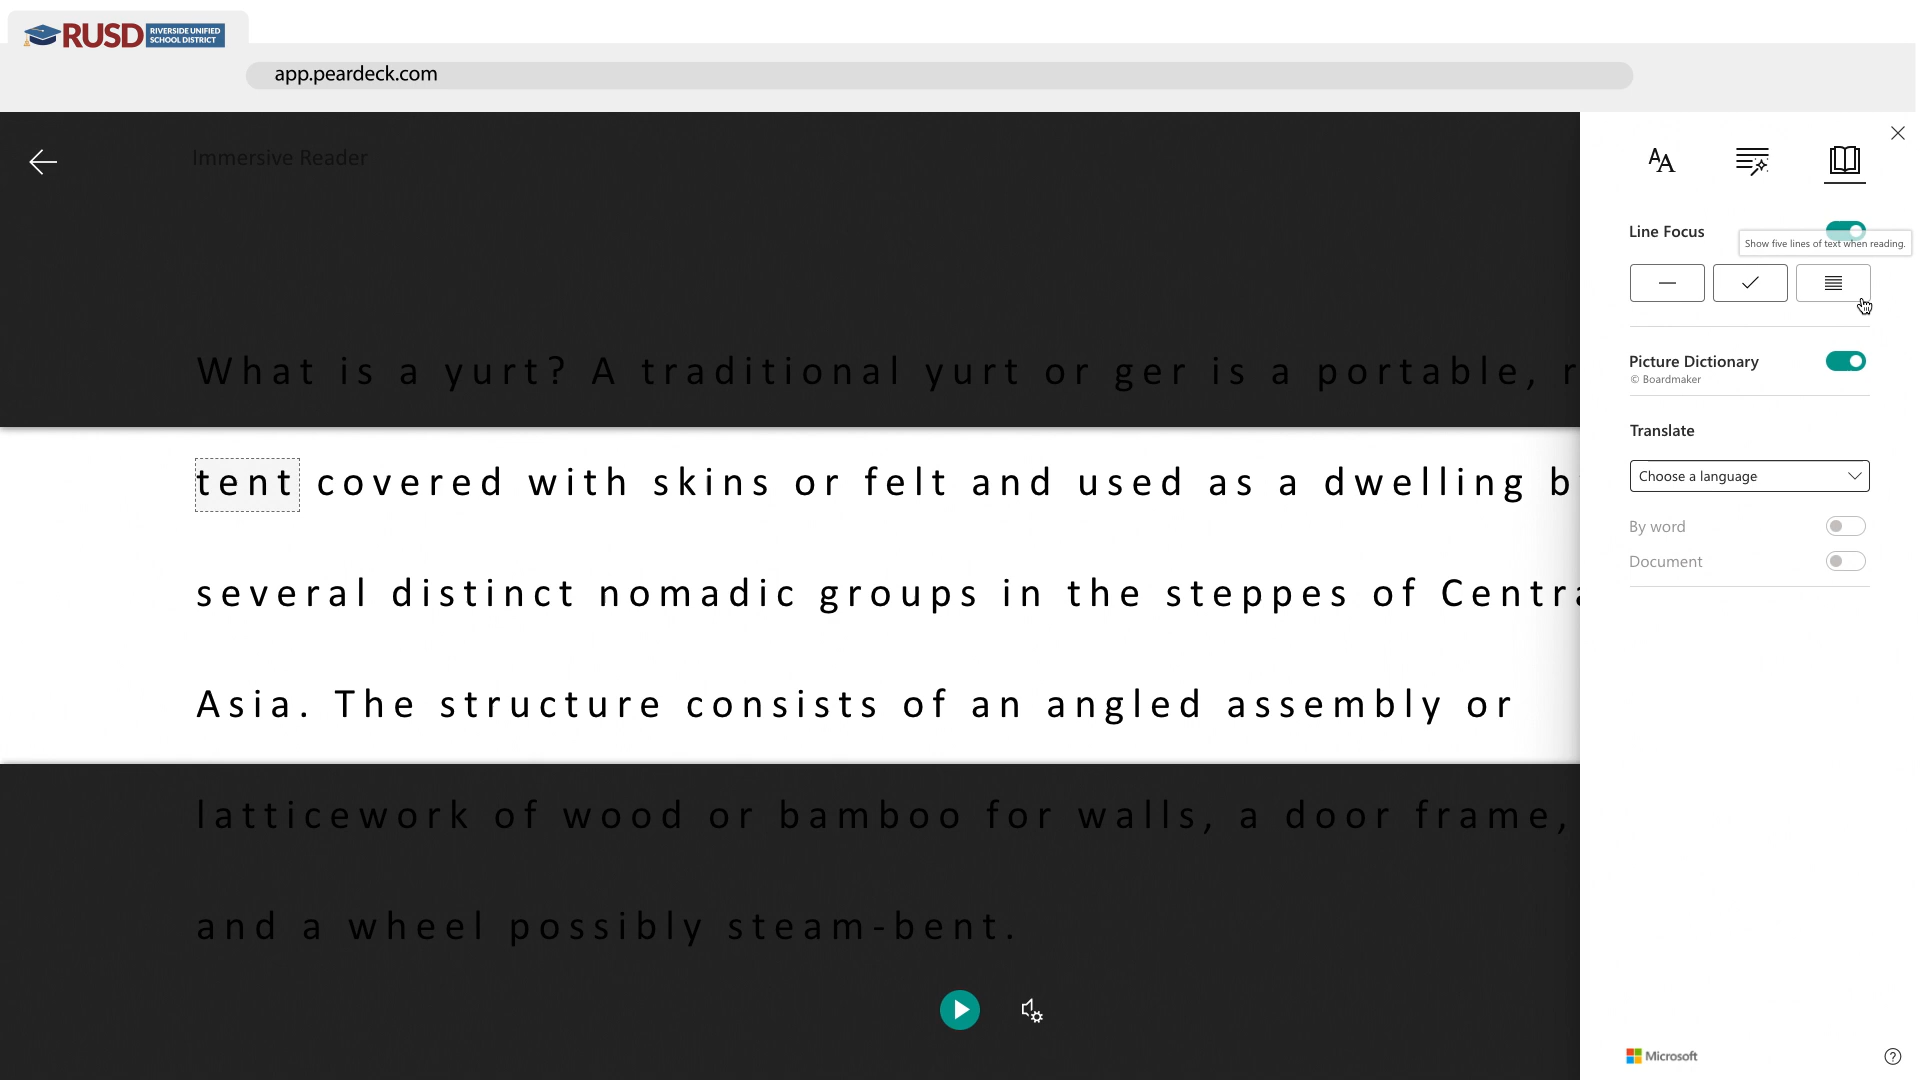 RUSD RIVERSIDE UNIFIED
SCHOOL DISTRICT
app.peardeck.com
Immersive Reader
What is a yurt? A traditional yurt or ger is a portable,
tent covered with skins or felt and used as a dwelling
several distinct nomadic groups in the steppes of
Asia. The structure consists of an angled assembly or
latticework of wood or bamboo for walls, a door frame,
and a wheel possibly steam-bent.
Line Focus
Show five lines of text when reading.
Picture Dictionary
© Boardmaker
Translate
Choose a language
By word
Document
Microsoft